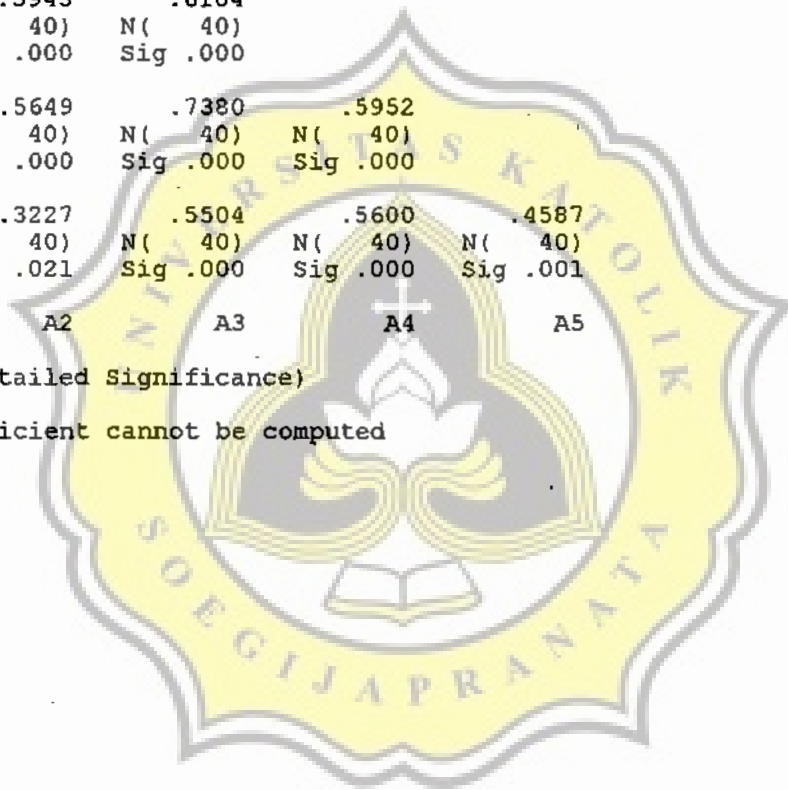 40) N( 40)
.000 Sig .000
.5649 .7380 .5952
40) N( 40) N( 40)
.000 Sig .000 Sig .000
.3227 .5504 .5600 .4587
40) N( 40) N( 40) N( 40)
.021 Sig .000 Sig .000 Sig .001
A2 A3 A4 A5
tailed Significance)
icient cannot be computed
UNIVERSITAS KATOLIK
SOEGIJAPRANATA